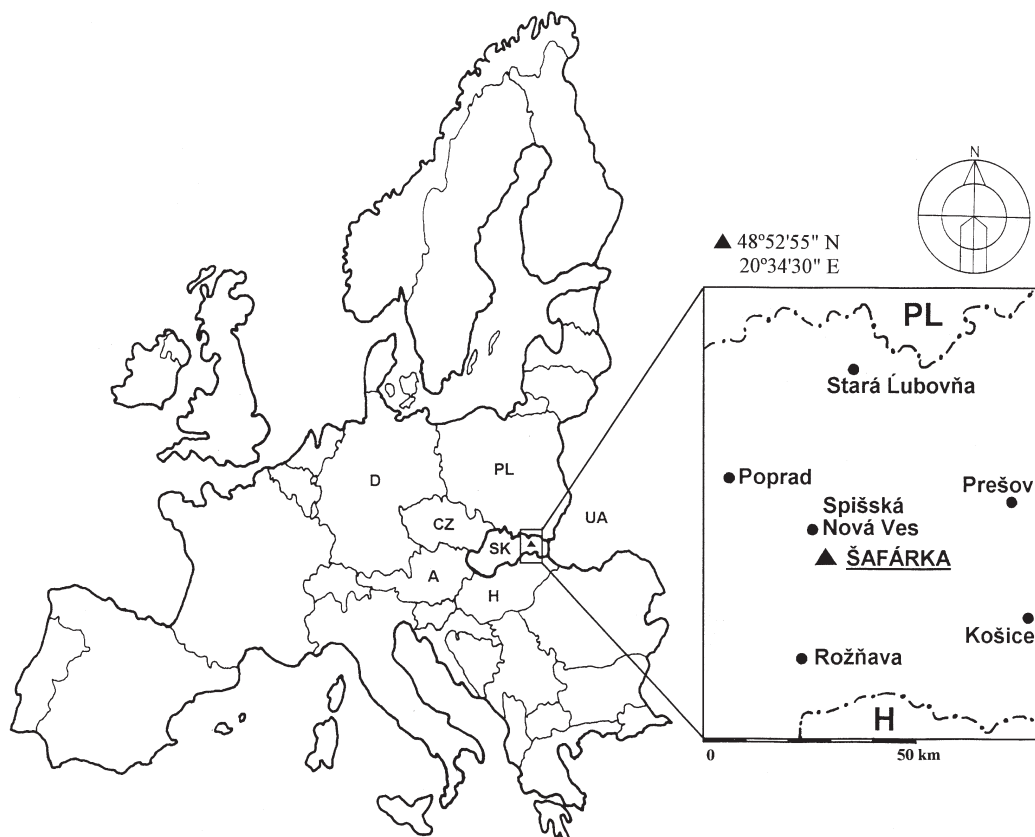 N
▲ 48°52'55" N
20°34'30" E
PL
Stará Ĺubovňa
Poprad
Prešov
Spišská
Nová Ves
▲ ŠAFÁRKA
Košice
Rožňava
H
0 50 km
D
PL
CZ
UA
SK
A
H